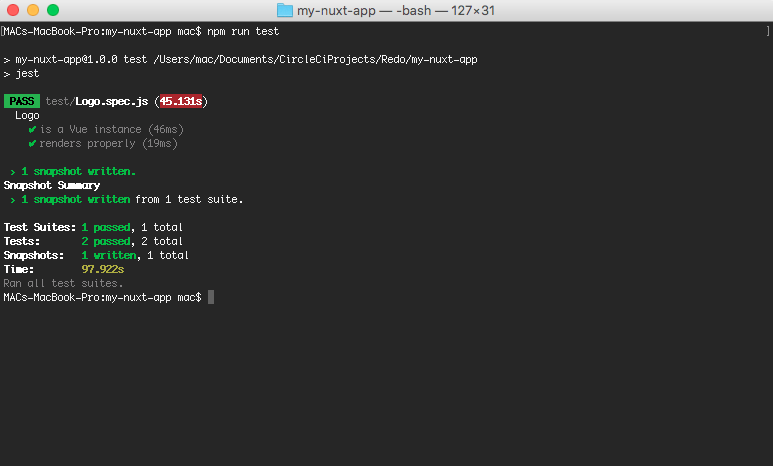 my-nuxt-app — -bash — 127×31
[MACs-MacBook-Pro:my-nuxt-app mac$ npm run test ]
> my-nuxt-app@1.0.0 test /Users/mac/Documents/CircleCiProjects/Redo/my-nuxt-app
> jest
PASS test/Logo.spec.js (45.131s)
Logo
✔ is a Vue instance (46ms)
✔ renders properly (19ms)
› 1 snapshot written.
Snapshot Summary
› 1 snapshot written from 1 test suite.
Test Suites: 1 passed, 1 total
Tests: 2 passed, 2 total
Snapshots: 1 written, 1 total
Time: 97.922s
Ran all test suites.
MACs-MacBook-Pro:my-nuxt-app mac$